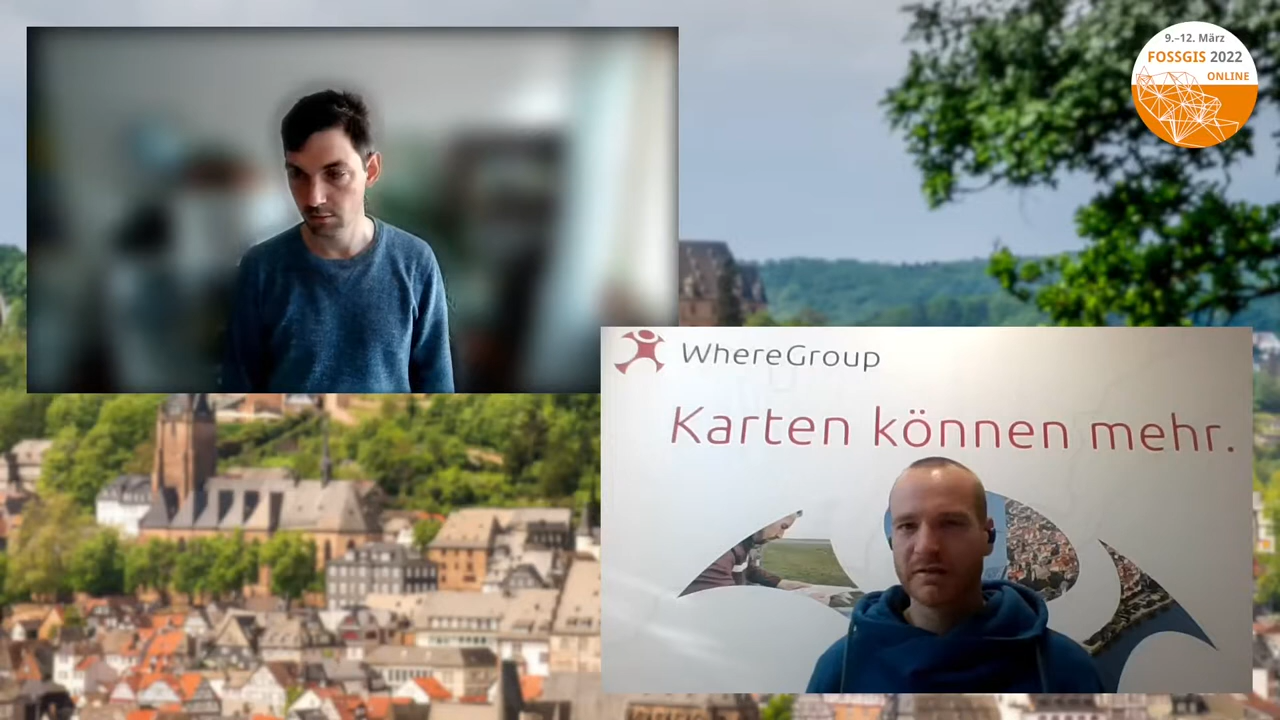 9.–12. März
FOSSGIS 2022
ONLINE
WhereGroup
Karten können mehr.